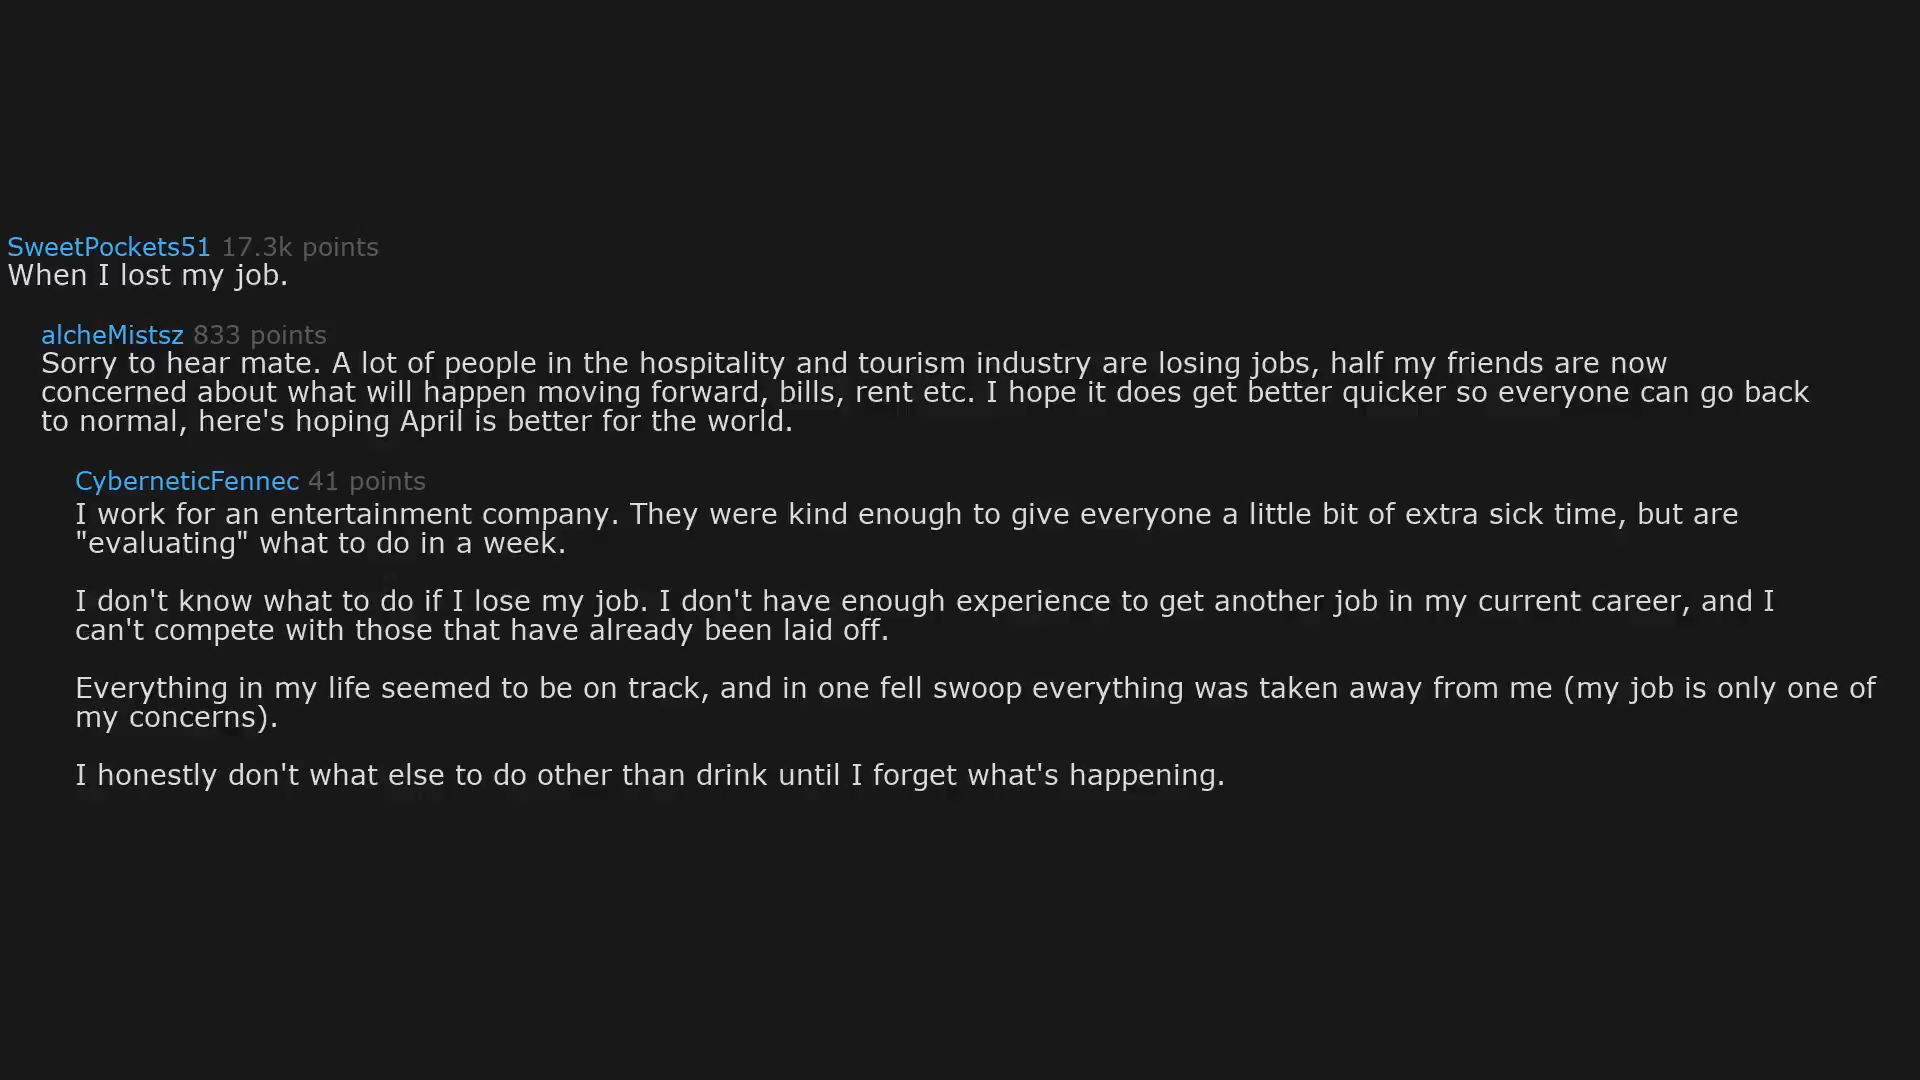 SweetPockets51 17.3k points
When I lost my job.
alcheMistsz 833 points
Sorry to hear mate. A lot of people in the hospitality and tourism industry are losing jobs, half my friends are now
concerned about what will happen moving forward, bills, rent etc. I hope it does get better quicker so everyone can go back
to normal, here's hoping April is better for the world.
CyberneticFennec 41 points
I work for an entertainment company. They were kind enough to give everyone a little bit of extra sick time, but are
"evaluating" what to do in a week.
I don't know what to do if I lose my job. I don't have enough experience to get another job in my current career, and I
can't compete with those that have already been laid off.
Everything in my life seemed to be on track, and in one fell swoop everything was taken away from me (my job is only one of
my concerns).
I honestly don't what else to do other than drink until I forget what's happening.